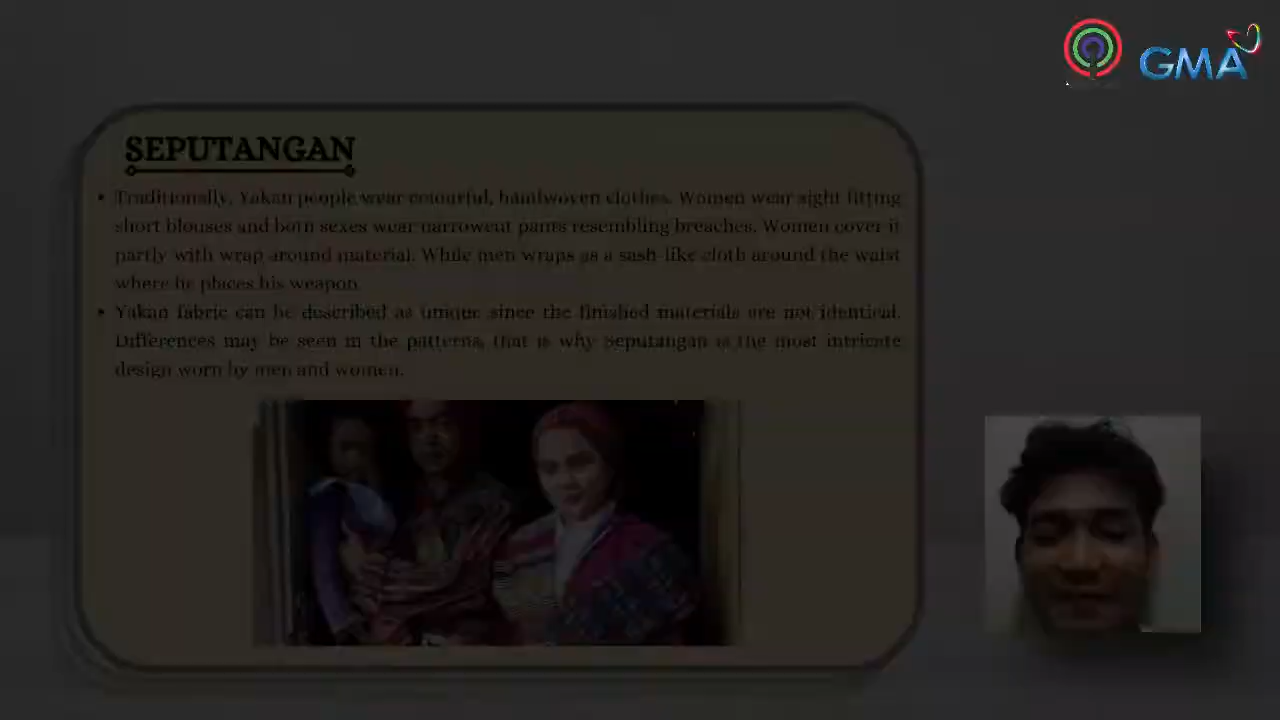 GMA
SEPUTANGAN
• Traditionally, Yakan people wear colourful, handwoven clothes. Women wear sight fitting
short blouses and both sexes wear narrowcut pants resembling breaches. Women cover it
partly with wrap around material. While men wraps as a sash-like cloth around the waist
where he places his weapon.
• Yakan fabric can be described as unique since the finished materials are not identical.
Differences may be seen in the patterns, that is why Seputangan is the most intricate
design worn by men and women.